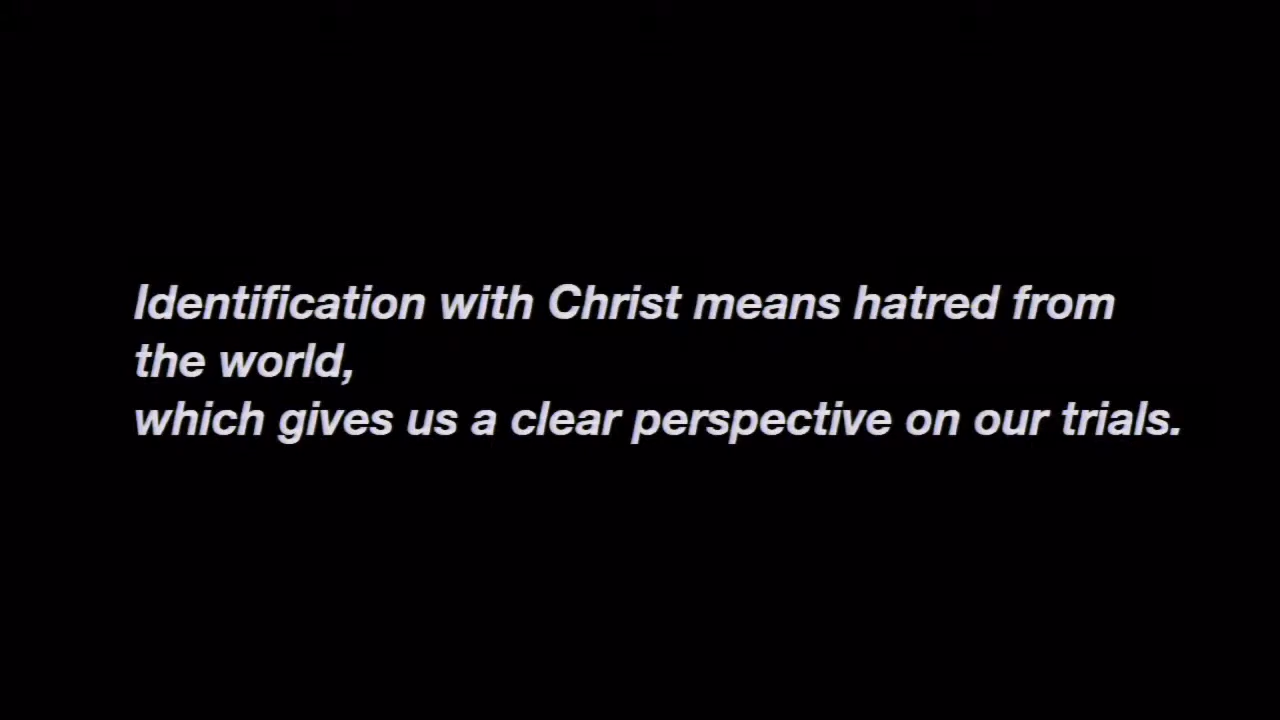 Identification with Christ means hatred from
the world,
which gives us a clear perspective on our trials.